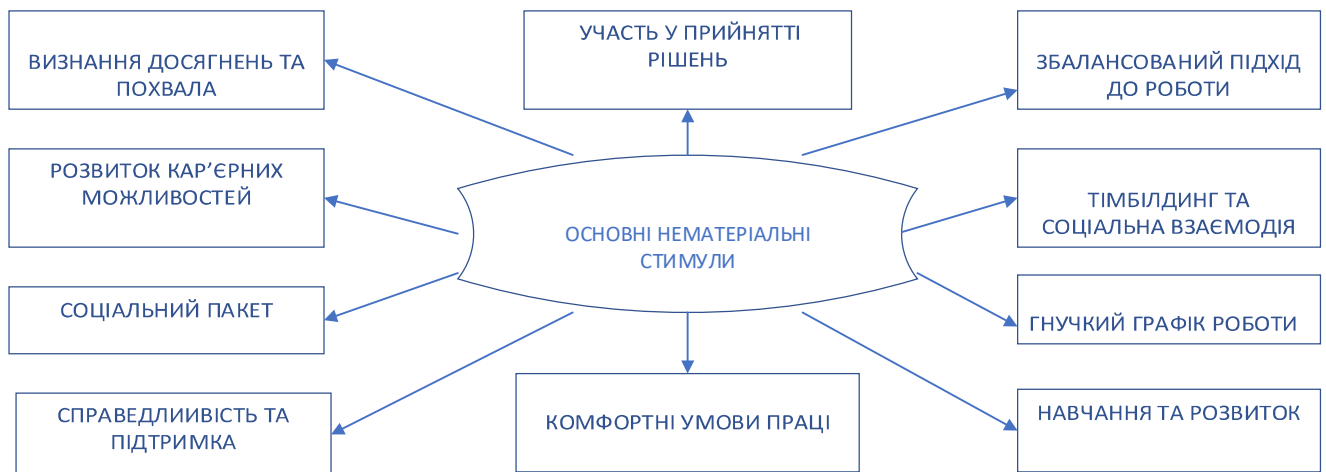 ВИЗНАННЯ ДОСЯГНЕНЬ ТА
ПОХВАЛА
УЧАСТЬ У ПРИЙНЯТТІ
РІШЕНЬ
ЗБАЛАНСОВАНИЙ ПІДХІД
ДО РОБОТИ
РОЗВИТОК КАР’ЄРНИХ
МОЖЛИВОСТЕЙ
ОСНОВНІ НЕМАТЕРІАЛЬНІ
СТИМУЛИ
ТІМБІЛДИНГ ТА
СОЦІАЛЬНА ВЗАЄМОДІЯ
СОЦІАЛЬНИЙ ПАКЕТ
ГНУЧКИЙ ГРАФІК РОБОТИ
СПРАВЕДЛИИВІСТЬ ТА
ПІДТРИМКА
КОМФОРТНІ УМОВИ ПРАЦІ
НАВЧАННЯ ТА РОЗВИТОК